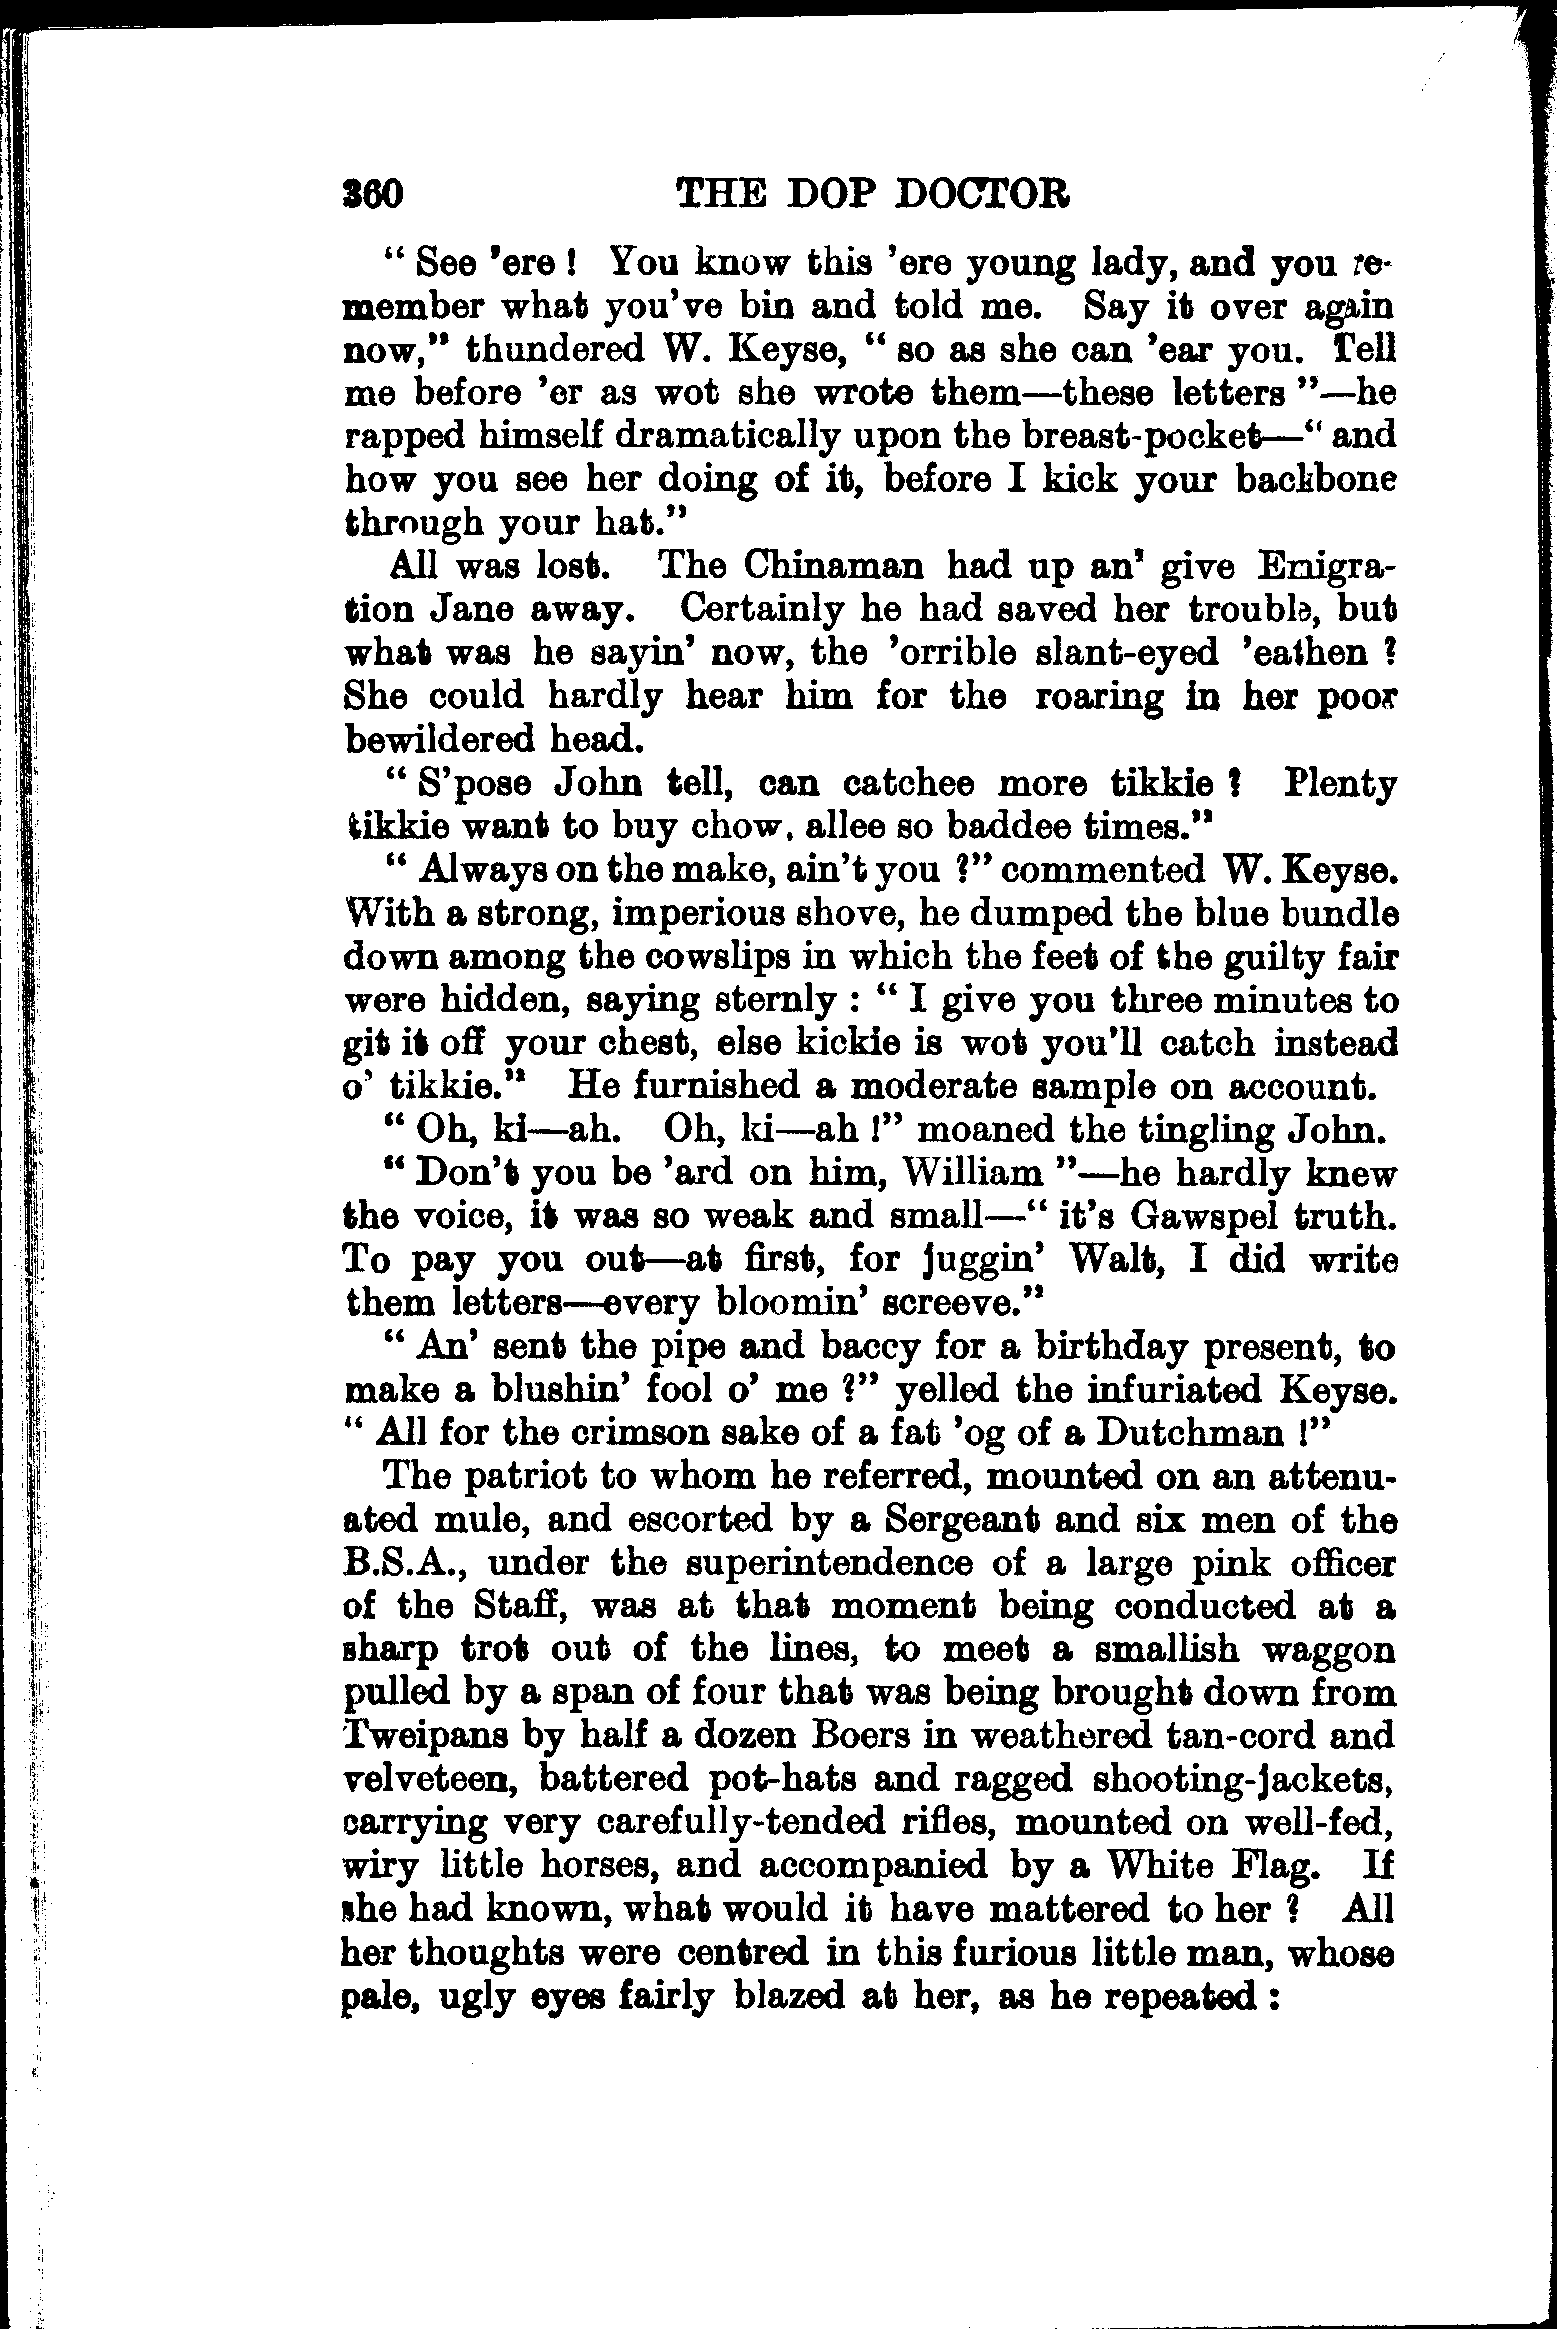 360 THE DOP DOCTOR
“ See ’ere ! You know this ’ere young lady, and you re-
member what you’ve bin and told me. Say it over again
now,” thundered W. Keyse, “ so as she can ’ear you. Tell
me before ’er as wot she wrote them—these letters ”—he
rapped himself dramatically upon the breast-pocket—“ and
how you see her doing of it, before I kick your backbone
through your hat.”
All was lost. The Chinaman had up an’ give Emigra-
tion Jane away. Certainly he had saved her trouble, but
what was he sayin’ now, the ’orrible slant-eyed ’eathen ?
She could hardly hear him for the roaring in her poor
bewildered head.
“ S’pose John tell, can catchee more tikkie ? Plenty
tikkie want to buy chow, allee so baddee times.”
“ Always on the make, ain’t you ?” commented W. Keyse.
With a strong, imperious shove, he dumped the blue bundle
down among the cowslips in which the feet of the guilty fair
were hidden, saying sternly : “ I give you three minutes to
git it off your chest, else kickie is wot you’ll catch instead
o’ tikkie.” He furnished a moderate sample on account.
“ Oh, ki—ah. Oh, ki—ah !” moaned the tingling John.
“ Don’t you be ’ard on him, William ”—he hardly knew
the voice, it was so weak and small—“ it’s Gawspel truth.
To pay you out—at first, for juggin’ Walt, I did write
them letters—every bloomin’ screeve.”
“ An’ sent the pipe and baccy for a birthday present, to
make a blushin’ fool o’ me ?” yelled the infuriated Keyse.
“ All for the crimson sake of a fat ’og of a Dutchman !”
The patriot to whom he referred, mounted on an attenu-
ated mule, and escorted by a Sergeant and six men of the
B.S.A., under the superintendence of a large pink officer
of the Staff, was at that moment being conducted at a
sharp trot out of the lines, to meet a smallish waggon
pulled by a span of four that was being brought down from
Tweipans by half a dozen Boers in weathered tan-cord and
velveteen, battered pot-hats and ragged shooting-jackets,
carrying very carefully-tended rifles, mounted on well-fed,
wiry little horses, and accompanied by a White Flag. If
she had known, what would it have mattered to her ? All
her thoughts were centred in this furious little man, whose
pale, ugly eyes fairly blazed at her, as he repeated :